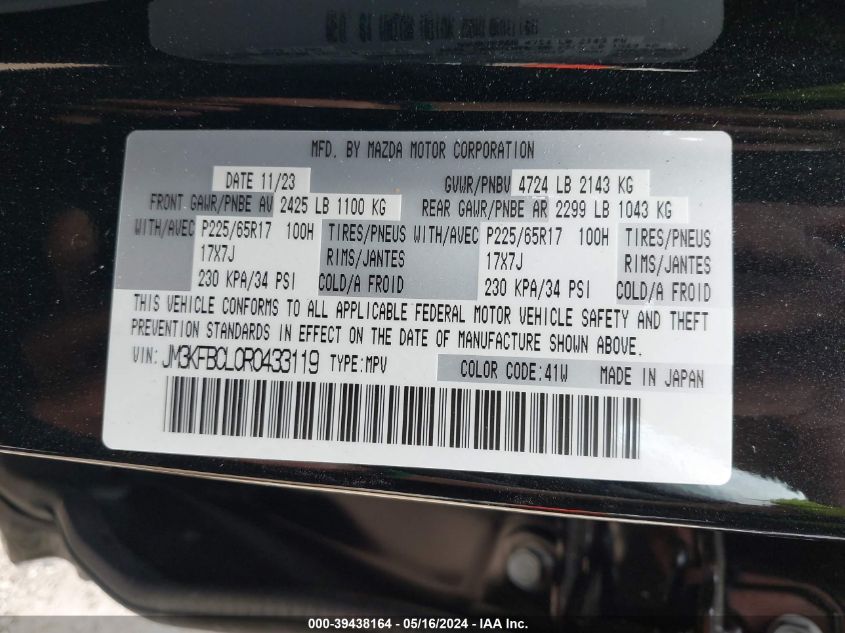 MFD. BY MAZDA MOTOR CORPORATION
DATE 11/23 GVWR/PNBV 4724 LB 2143 KG
FRONT GAWR/PNBE AV 2425 LB 1100 KG REAR GAWR/PNBE AR 2299 LB 1043 KG
WITH/AVEC P225/65R17 100H TIRES/PNEUS WITH/AVEC P225/65R17 100H TIRES/PNEUS
17X7J RIMS/JANTES 17X7J RIMS/JANTES
230 KPA/34 PSI COLD/A FROID 230 KPA/34 PSI COLD/A FROID
THIS VEHICLE CONFORMS TO ALL APPLICABLE FEDERAL MOTOR VEHICLE SAFETY AND THEFT
PREVENTION STANDARDS IN EFFECT ON THE DATE OF MANUFACTURE SHOWN ABOVE.
VIN: JM3KFBCL0R0433119 TYPE:MPV COLOR CODE:41W MADE IN JAPAN
000-39438164 - 05/16/2024 - IAA Inc.